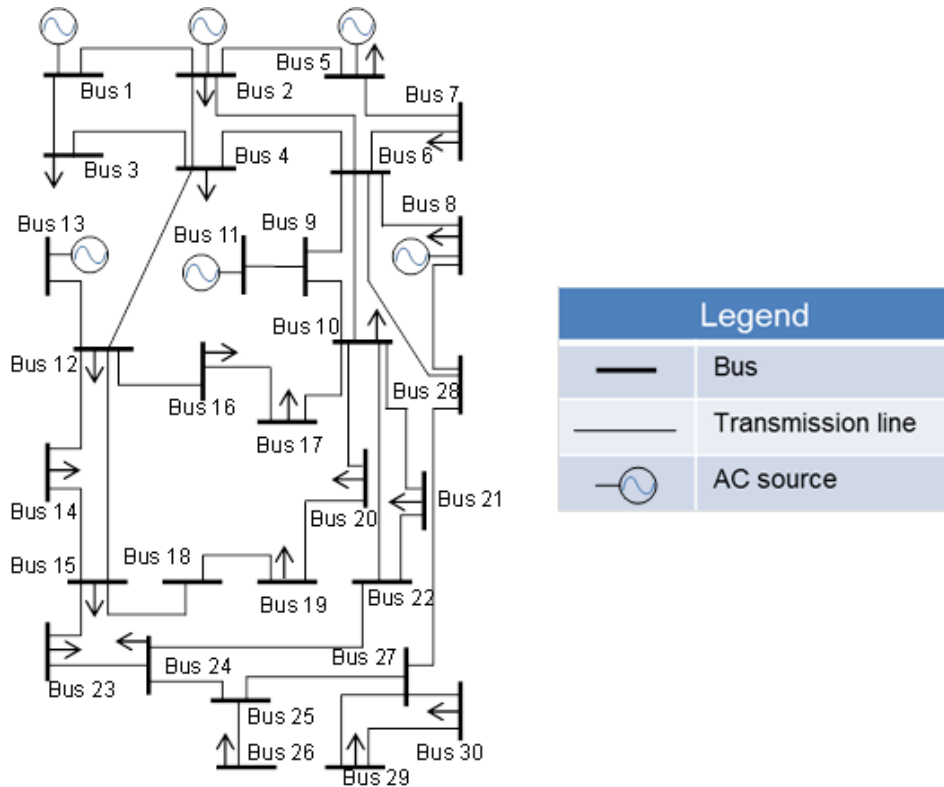 Bus 1
Bus 2
Bus 5
Bus 7
Bus 3
Bus 4
Bus 6
Bus 8
Bus 13
Bus 11
Bus 9
Bus 10
Bus 12
Bus 16
Bus 28
Bus 17
Bus 14
Bus 20
Bus 21
Bus 15
Bus 18
Bus 19
Bus 22
Bus 23
Bus 24
Bus 27
Bus 25
Bus 26
Bus 29
Bus 30
Legend
Bus
Transmission line
AC source